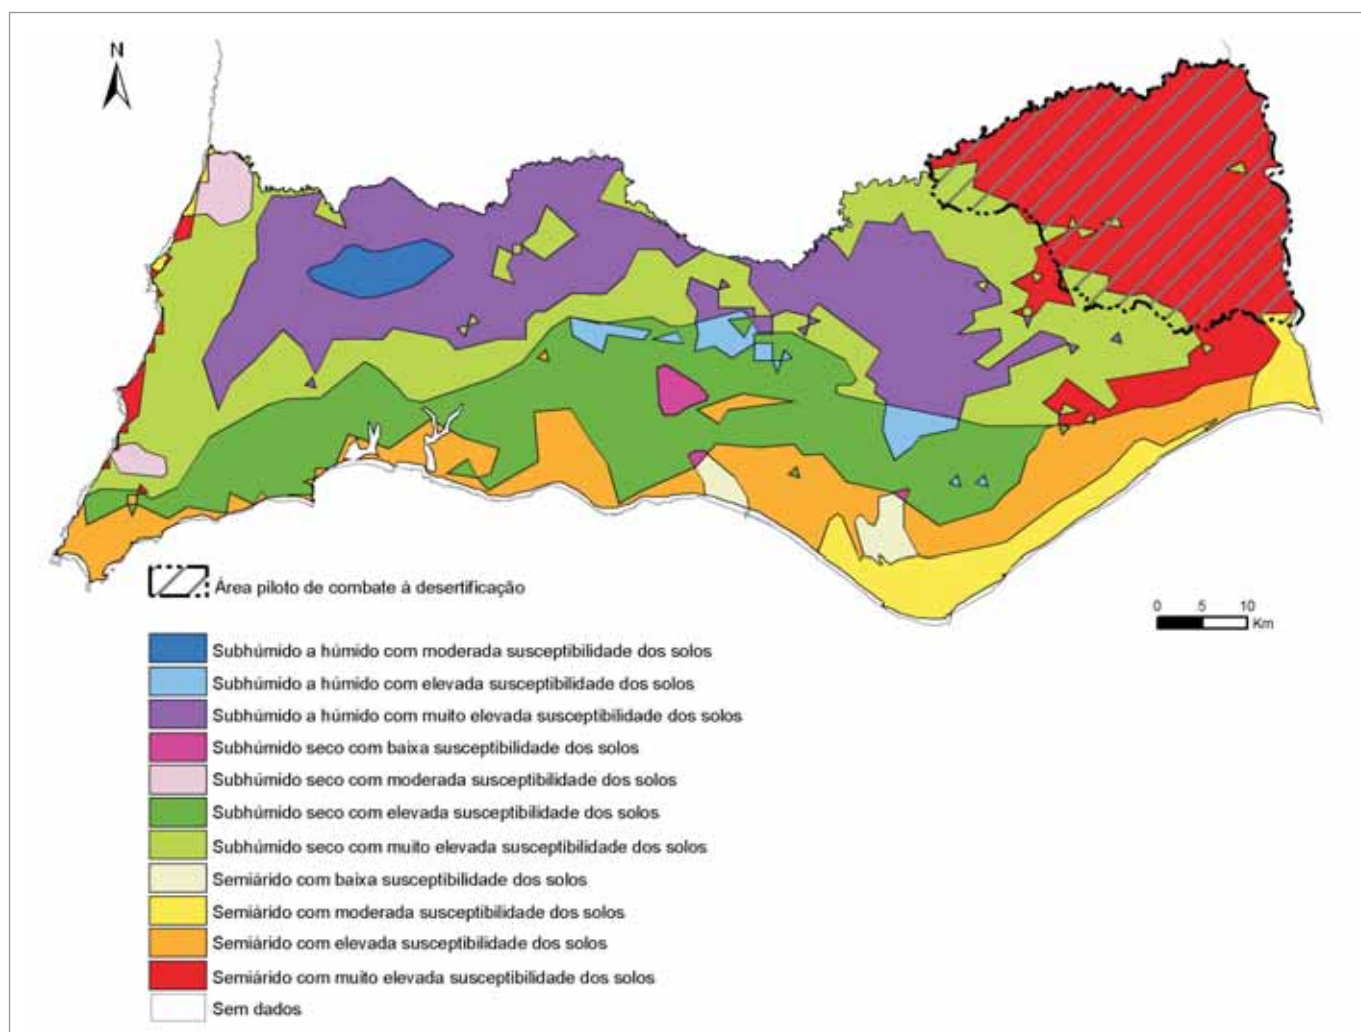 N
Área piloto de combate à desertificação
0 5 10
Km
Subhúmido a húmido com moderada susceptibilidade dos solos
Subhúmido a húmido com elevada susceptibilidade dos solos
Subhúmido a húmido com muito elevada susceptibilidade dos solos
Subhúmido seco com baixa susceptibilidade dos solos
Subhúmido seco com moderada susceptibilidade dos solos
Subhúmido seco com elevada susceptibilidade dos solos
Subhúmido seco com muito elevada susceptibilidade dos solos
Semiárido com baixa susceptibilidade dos solos
Semiárido com moderada susceptibilidade dos solos
Semiárido com elevada susceptibilidade dos solos
Semiárido com muito elevada susceptibilidade dos solos
Sem dados